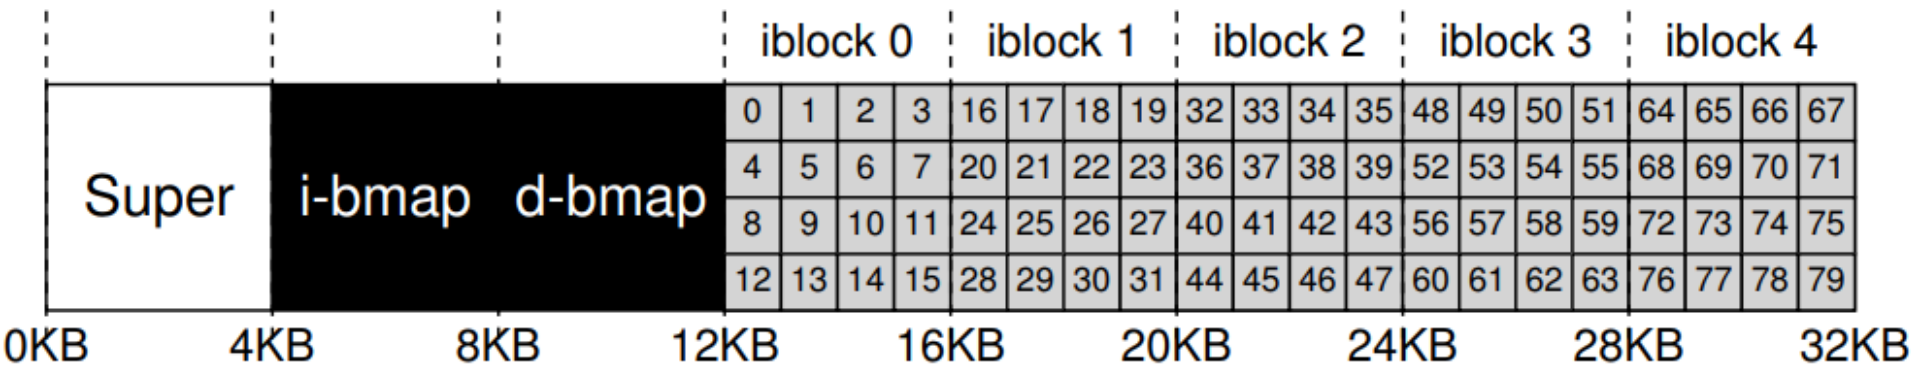 iblock 0 iblock 1 iblock 2 iblock 3 iblock 4
0 1 2 3 16 17 18 19 32 33 34 35 48 49 50 51 64 65 66 67
4 5 6 7 20 21 22 23 36 37 38 39 52 53 54 55 68 69 70 71
Super i-bmap d-bmap
8 9 10 11 24 25 26 27 40 41 42 43 56 57 58 59 72 73 74 75
12 13 14 15 28 29 30 31 44 45 46 47 60 61 62 63 76 77 78 79
0KB 4KB 8KB 12KB 16KB 20KB 24KB 28KB 32KB